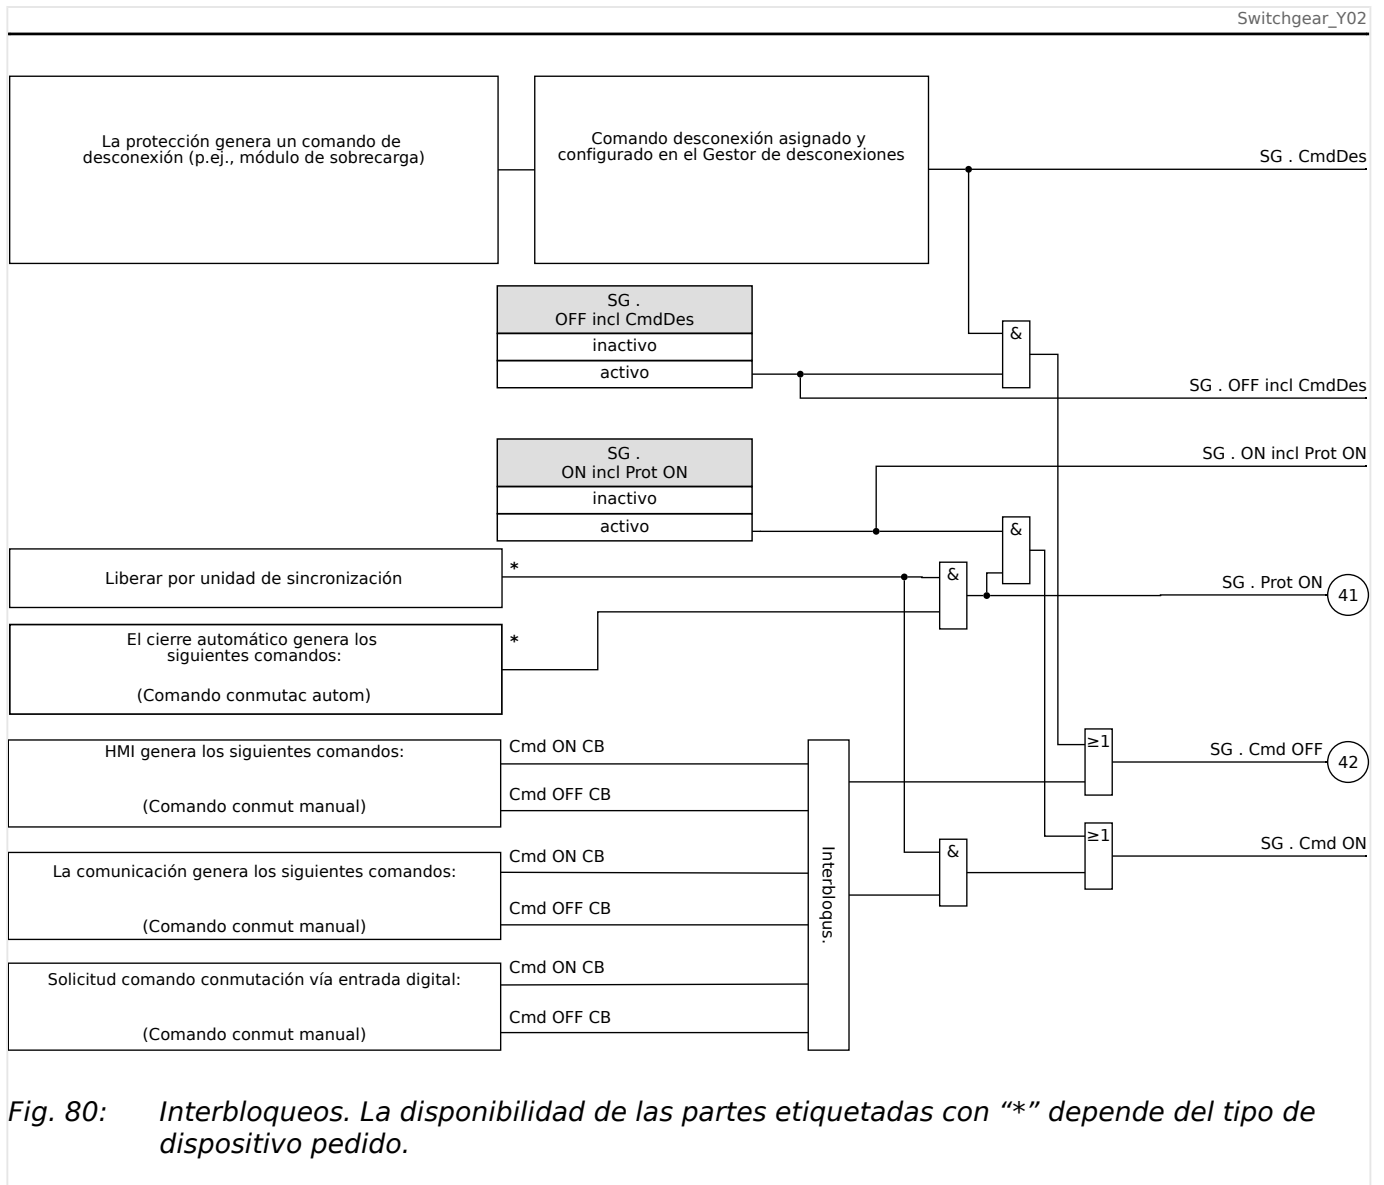 Switchgear_Y02
La protección genera un comando de
desconexión (p.ej., módulo de sobrecarga)
Comando desconexión asignado y
configurado en el Gestor de desconexiones
SG . CmdDes
SG .
OFF incl CmdDes
inactivo
activo
&
SG . OFF incl CmdDes
SG .
ON incl Prot ON
inactivo
activo
SG . ON incl Prot ON
&
Liberar por unidad de sincronización
*
&
SG . Prot ON
41
El cierre automático genera los
siguientes comandos:
(Comando conmutac autom)
*
HMI genera los siguientes comandos:
(Comando conmut manual)
Cmd ON CB
Cmd OFF CB
≥1
SG . Cmd OFF
42
La comunicación genera los siguientes comandos:
(Comando conmut manual)
Cmd ON CB
Cmd OFF CB
Interbloqus.
&
≥1
SG . Cmd ON
Solicitud comando conmutación vía entrada digital:
(Comando conmut manual)
Cmd ON CB
Cmd OFF CB
Fig. 80: Interbloqueos. La disponibilidad de las partes etiquetadas con “*” depende del tipo de
dispositivo pedido.